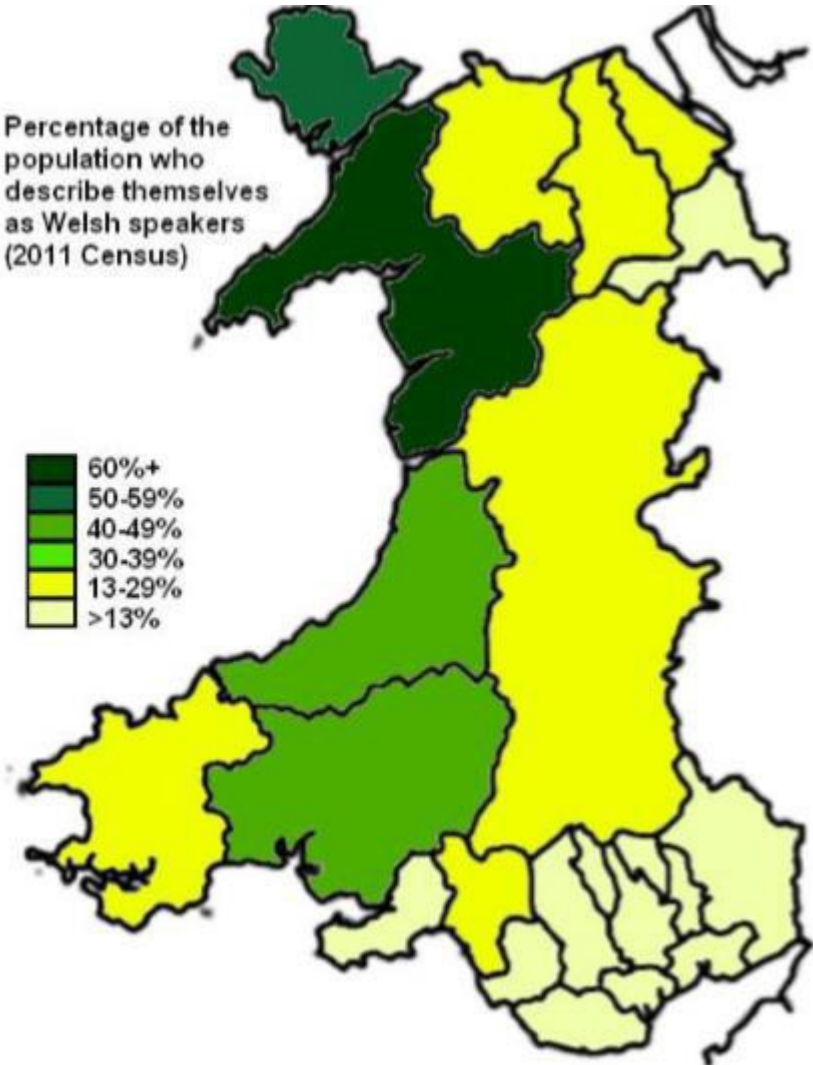 Percentage of the
population who
describe themselves
as Welsh speakers
(2011 Census)
60%+
50-59%
40-49%
30-39%
13-29%
>13%